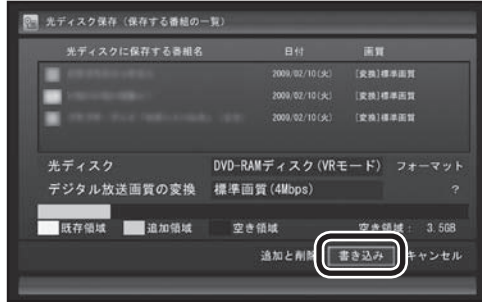 光ディスク保存(保存する番組の一覧)
光ディスクに保存する番組名 日付 画質
2009/02/10(火) [変換]標準画質
2009/02/10(火) [変換]標準画質
2009/02/10(火) [変換]標準画質
光ディスク DVD-RAMディスク(VRモード) フォーマット
デジタル放送画質の変換 標準画質(4Mbps) ?
既存領域 追加領域 空き領域 空き領域: 3.5GB
追加と削除 書き込み キャンセル